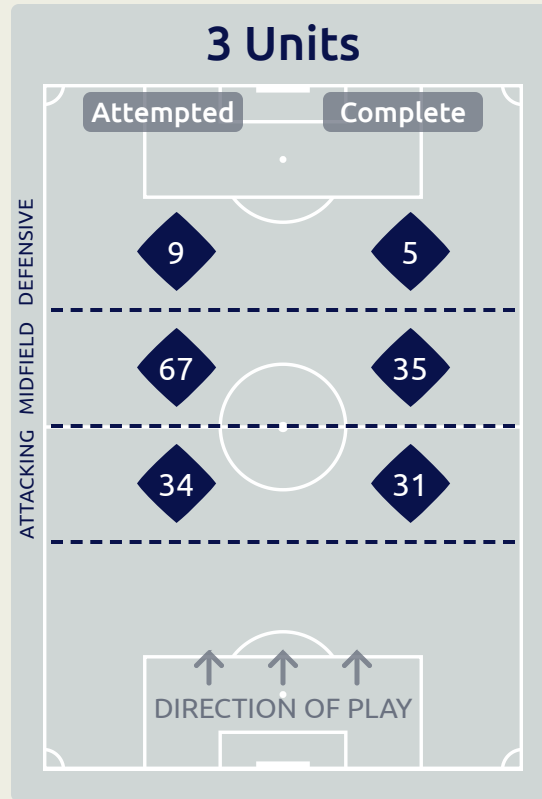 3 Units
Attempted Complete
DEFENSIVE
9 5
MIDFIELD
67 35
ATTACKING
34 31
DIRECTION OF PLAY